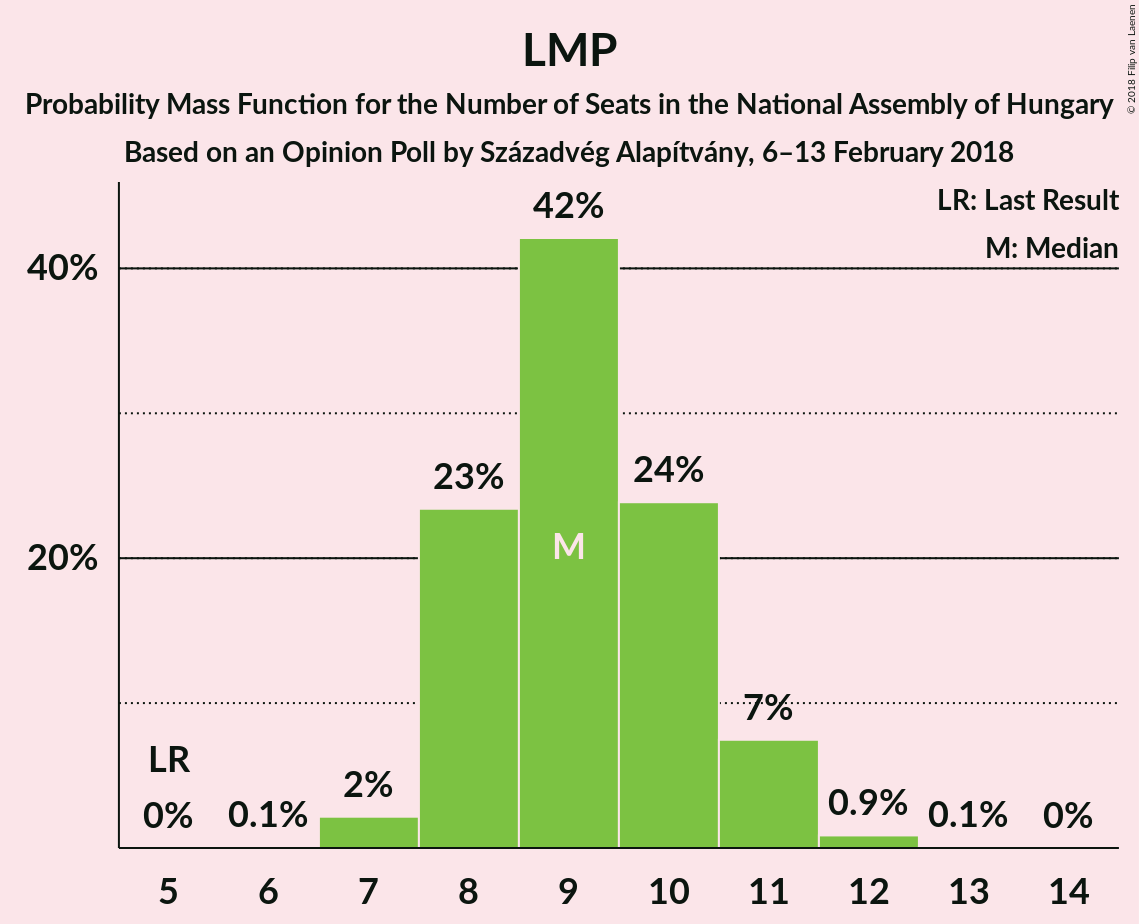 LMP
Probability Mass Function for the Number of Seats in the National Assembly of Hungary
Based on an Opinion Poll by Századvég Alapítvány, 6–13 February 2018
© 2018 Filip van Laenen
LR: Last Result
M: Median
40%
20%
42%
23%
24%
M
7%
LR
2%
0%
0.1%
0.9%
0.1%
0%
5 6 7 8 9 10 11 12 13 14